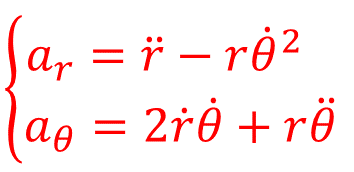 a_r = r̈ − rθ̇²
a_θ = 2ṙθ̇ + rθ̈